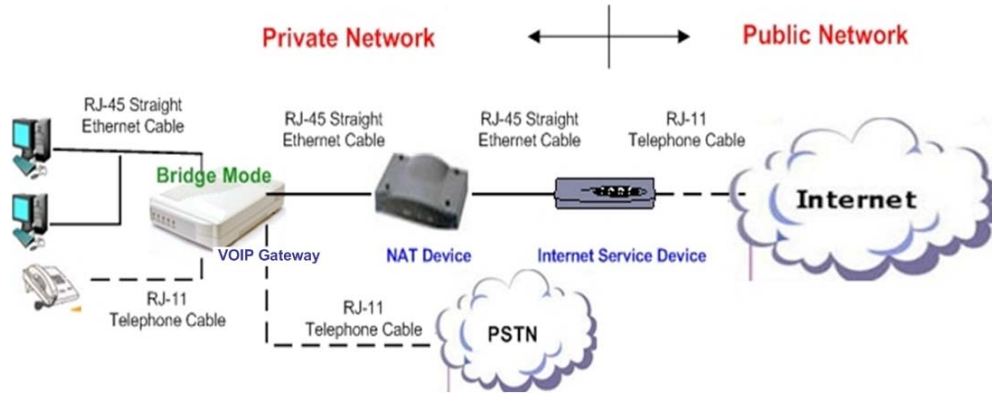 Private Network
Public Network
RJ-45 Straight
Ethernet Cable
RJ-45 Straight
Ethernet Cable
RJ-45 Straight
Ethernet Cable
RJ-11
Telephone Cable
Bridge Mode
Internet
VOIP Gateway
NAT Device
Internet Service Device
RJ-11
Telephone Cable
RJ-11
Telephone Cable
PSTN